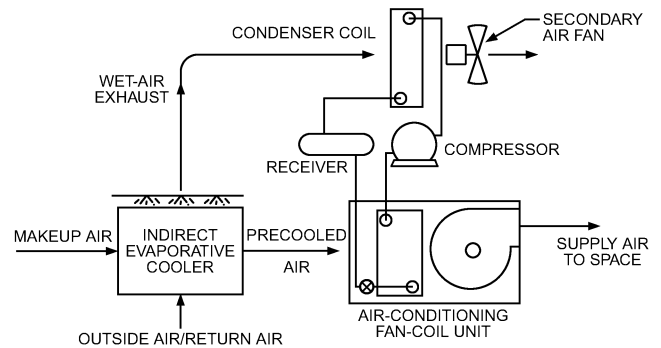 CONDENSER COIL
SECONDARY
AIR FAN
WET-AIR
EXHAUST
RECEIVER
COMPRESSOR
MAKEUP AIR
INDIRECT
EVAPORATIVE
COOLER
PRECOOLED
AIR
SUPPLY AIR
TO SPACE
AIR-CONDITIONING
FAN-COIL UNIT
OUTSIDE AIR/RETURN AIR